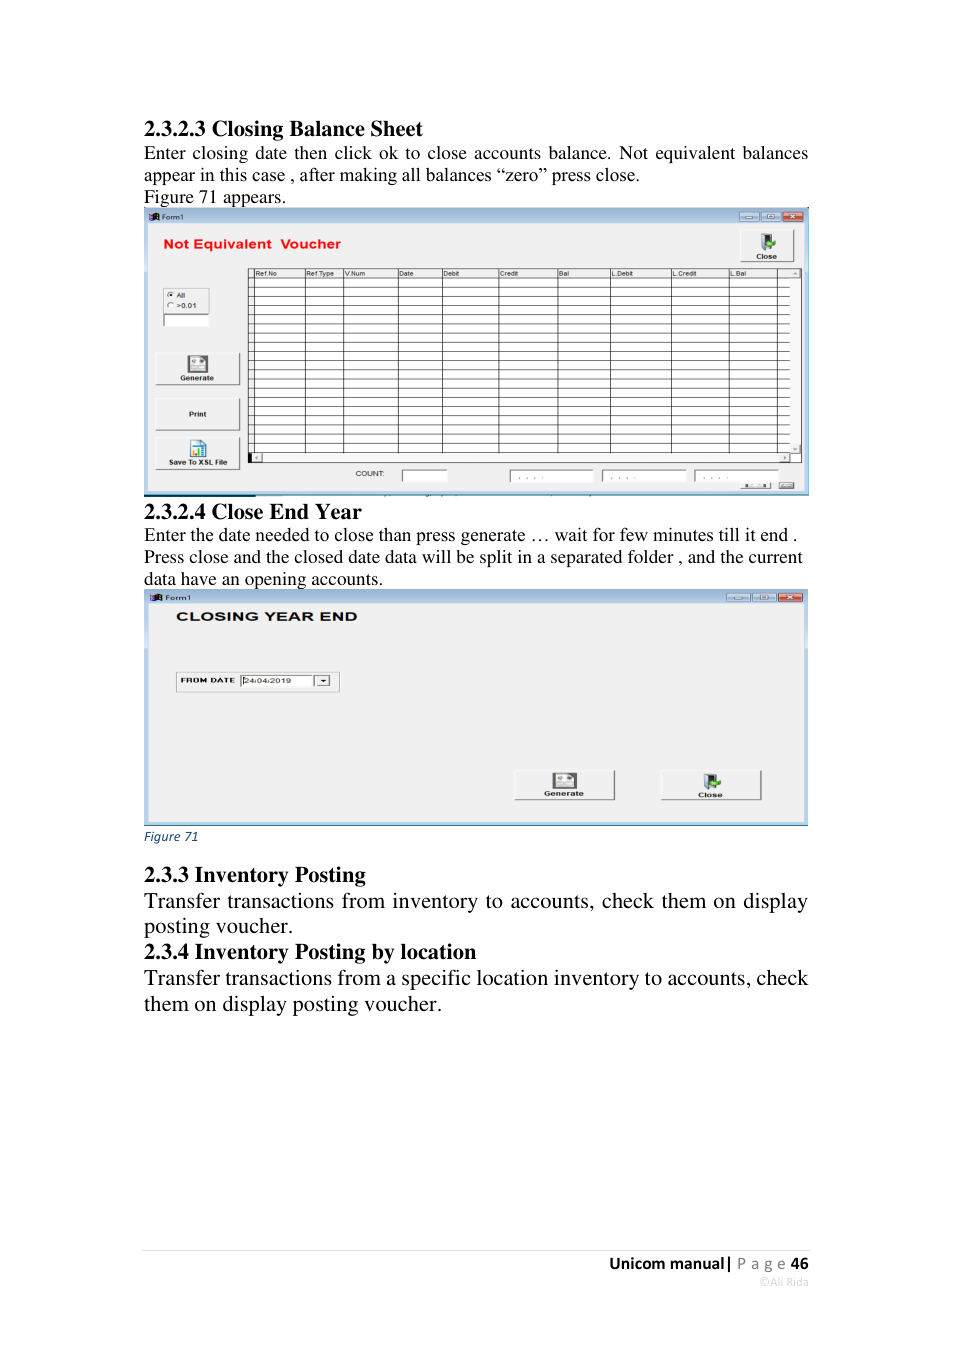 2.3.2.3 Closing Balance Sheet
Enter closing date then click ok to close accounts balance. Not equivalent balances
appear in this case , after making all balances “zero” press close.
Figure 71 appears.
Form1
Not Equivalent Voucher
Close
Ref.No Ref.Type V.Num Date Debit Credit Bal L.Debit L.Credit L.Bal
All
>0.01
Generate
Print
Save To XSL File
COUNT:
2.3.2.4 Close End Year
Enter the date needed to close than press generate … wait for few minutes till it end .
Press close and the closed date data will be split in a separated folder , and the current
data have an opening accounts.
Form1
CLOSING YEAR END
FROM DATE 24/04/2019
Generate Close
Figure 71
2.3.3 Inventory Posting
Transfer transactions from inventory to accounts, check them on display
posting voucher.
2.3.4 Inventory Posting by location
Transfer transactions from a specific location inventory to accounts, check
them on display posting voucher.
Unicom manual| P a g e 46
©Ali Rida